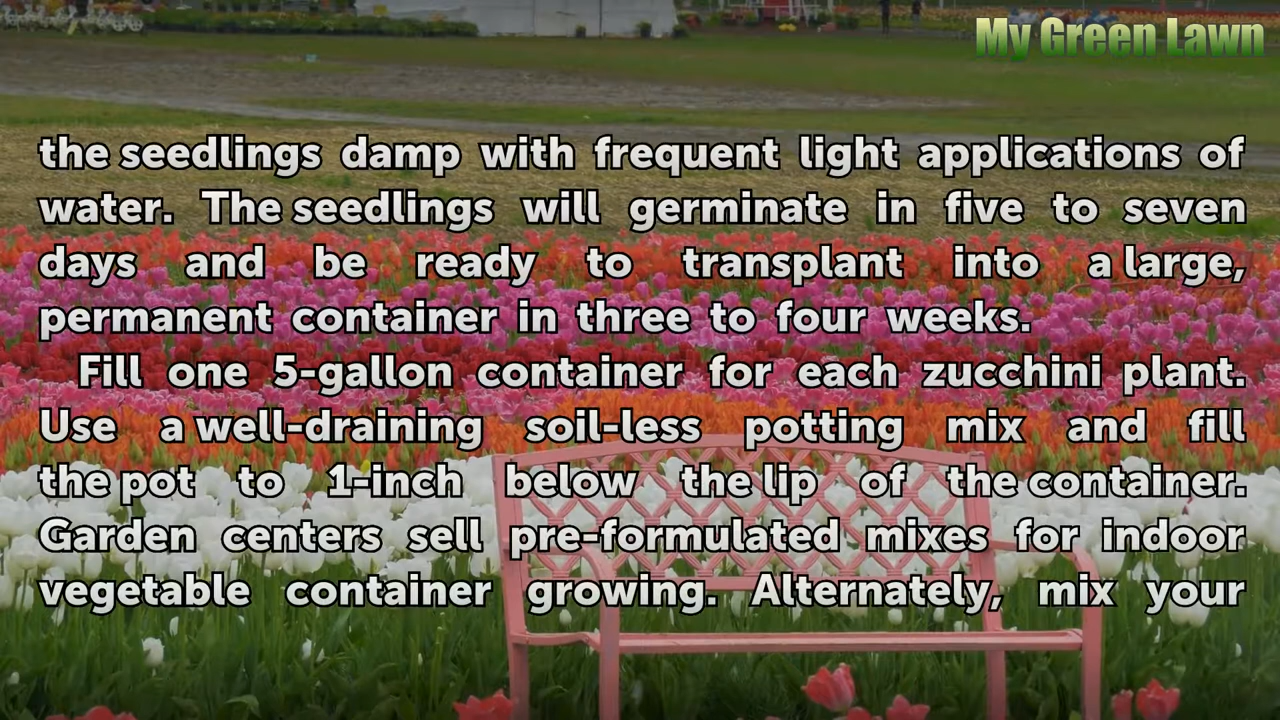 My Green Lawn
the seedlings damp with frequent light applications of
water. The seedlings will germinate in five to seven
days and be ready to transplant into a large,
permanent container in three to four weeks.
Fill one 5-gallon container for each zucchini plant.
Use a well-draining soil-less potting mix and fill
the pot to 1-inch below the lip of the container.
Garden centers sell pre-formulated mixes for indoor
vegetable container growing. Alternately, mix your